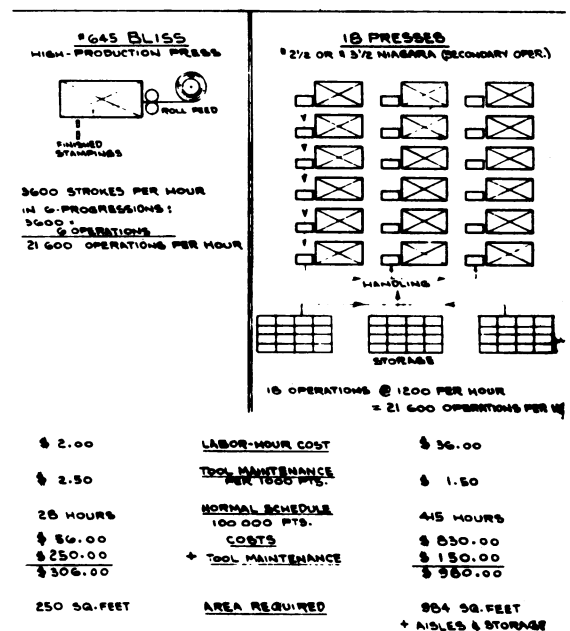 #645 BLISS
HIGH-PRODUCTION PRESS
ROLL FEED
FINISHED
STAMPINGS
3600 STROKES PER HOUR
IN 6-PROGRESSIONS:
3600 ×
6 OPERATIONS
21 600 OPERATIONS PER HOUR
18 PRESSES
# 2 1/2 OR # 3 1/2 NIAGARA (SECONDARY OPER.)
HANDLING
STORAGE
18 OPERATIONS @ 1200 PER HOUR
= 21 600 OPERATIONS PER
$ 2.00 LABOR-HOUR COST $ 36.00
$ 2.50 TOOL MAINTENANCE PER 1000 PTS. $ 1.50
28 HOURS NORMAL SCHEDULE 100 000 PTS. 415 HOURS
$ 56.00 COSTS $ 830.00
$ 250.00 + TOOL MAINTENANCE $ 150.00
$ 306.00 $ 980.00
250 SQ.FEET AREA REQUIRED 984 SQ.FEET
+ AISLES & STORAGE